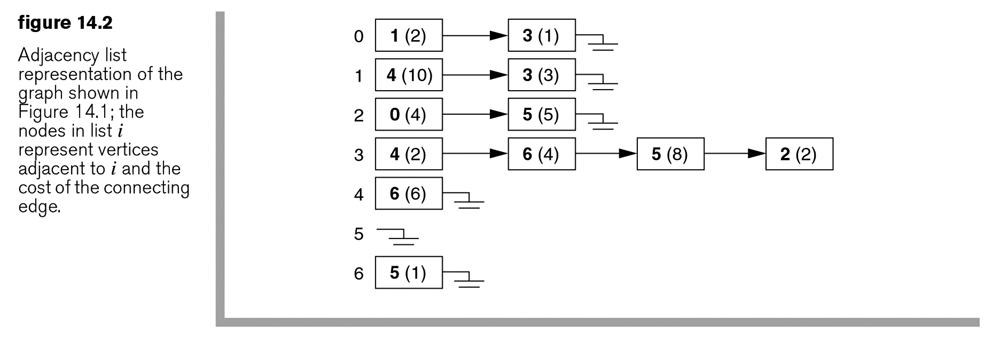 figure 14.2
Adjacency list
representation of the
graph shown in
Figure 14.1; the
nodes in list i
represent vertices
adjacent to i and the
cost of the connecting
edge.
0 1 (2) 3 (1)
1 4 (10) 3 (3)
2 0 (4) 5 (5)
3 4 (2) 6 (4) 5 (8) 2 (2)
4 6 (6)
5
6 5 (1)